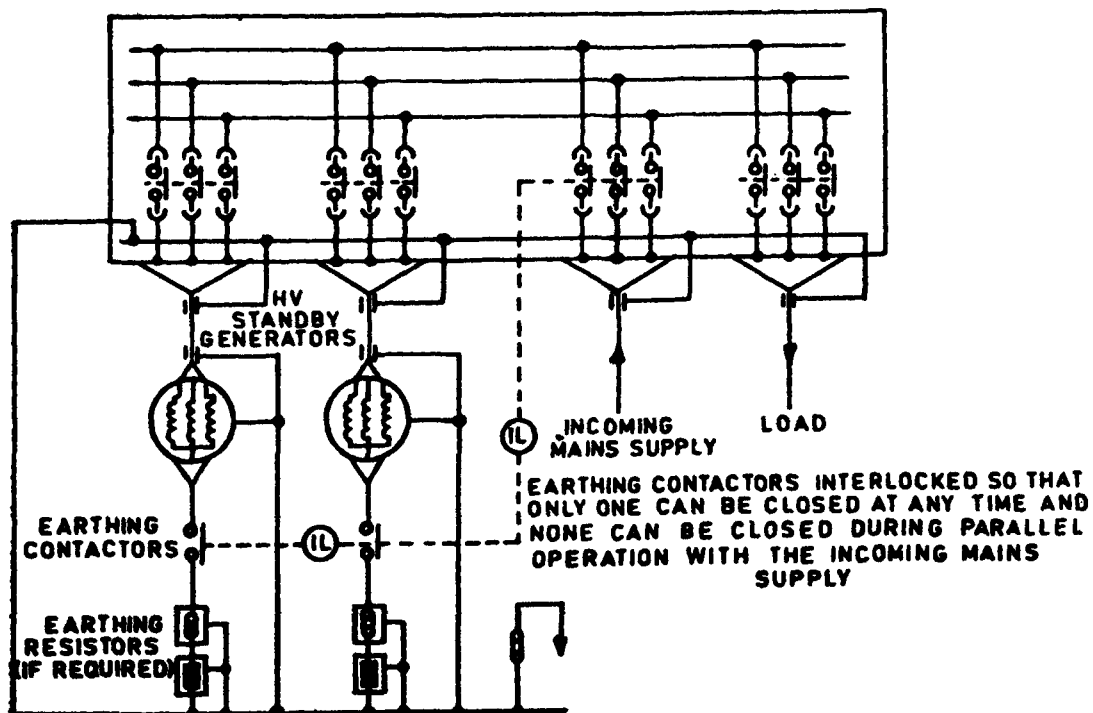 HV
STANDBY
GENERATORS
IL
INCOMING
MAINS SUPPLY
LOAD
EARTHING CONTACTORS INTERLOCKED SO THAT
ONLY ONE CAN BE CLOSED AT ANY TIME AND
NONE CAN BE CLOSED DURING PARALLEL
OPERATION WITH THE INCOMING MAINS
SUPPLY
EARTHING
CONTACTORS
IL
EARTHING
RESISTORS
(IF REQUIRED)